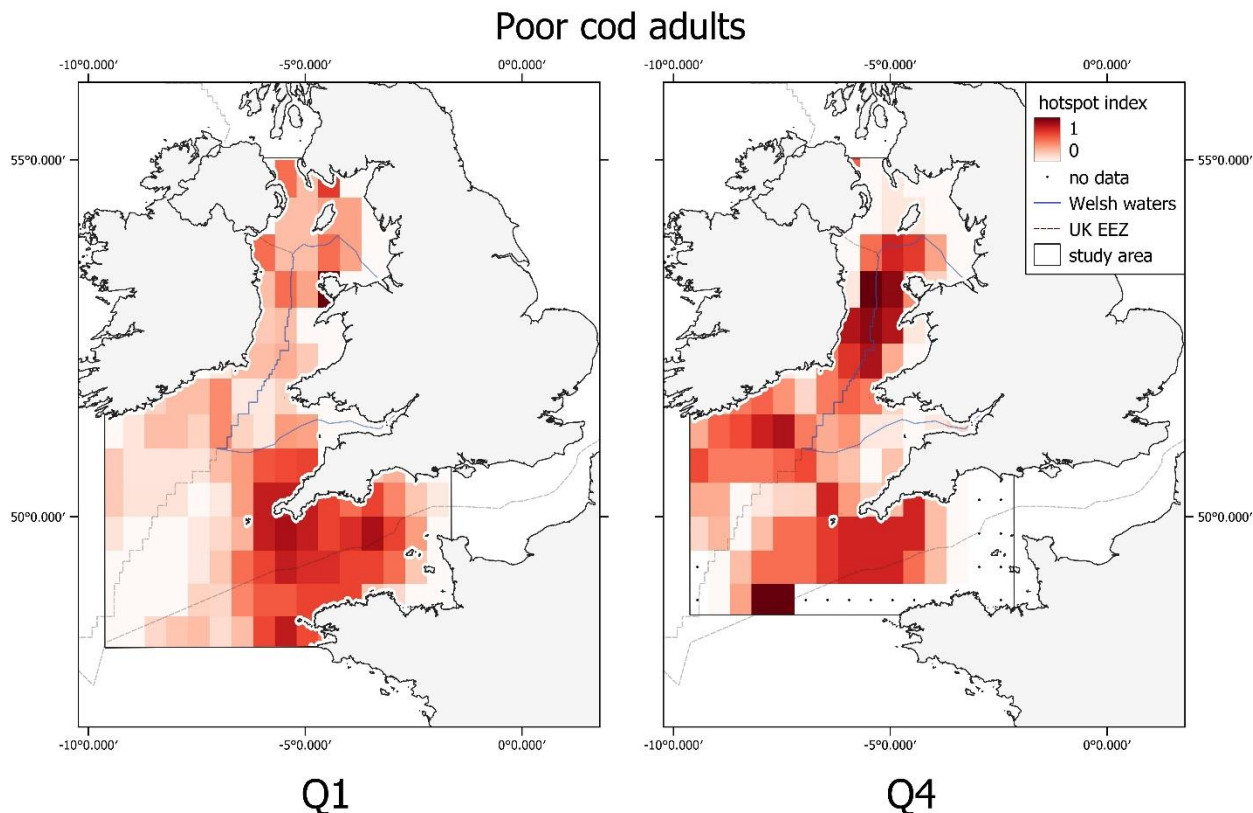 Poor cod adults
-10°0.000′ -5°0.000′ 0°0.000′ -10°0.000′ -5°0.000′ 0°0.000′
hotspot index
1
0
no data
Welsh waters
UK EEZ
study area
55°0.000′ 55°0.000′
50°0.000′ 50°0.000′
-10°0.000′ -5°0.000′ 0°0.000′ -10°0.000′ -5°0.000′ 0°0.000′
Q1 Q4